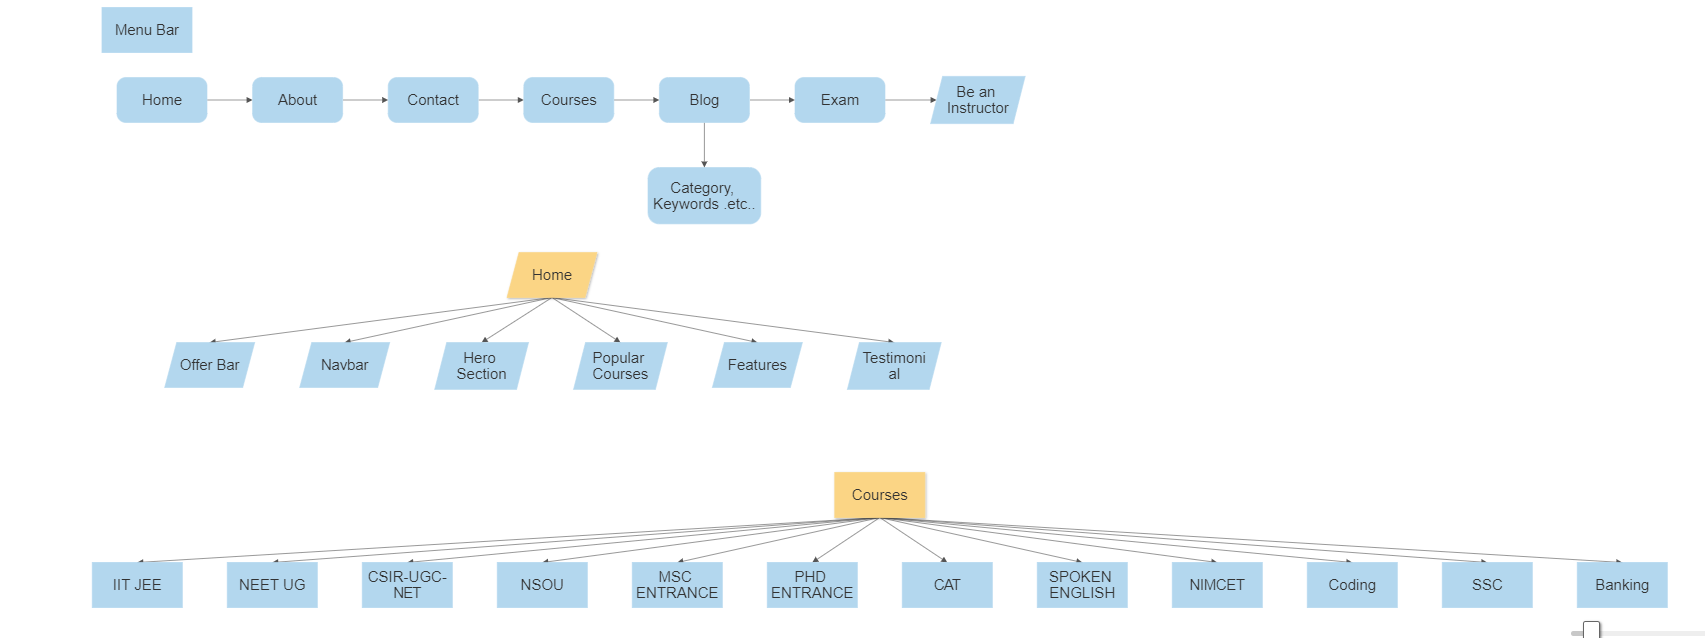 Menu Bar
Home
About
Contact
Courses
Blog
Exam
Be an
Instructor
Category,
Keywords .etc..
Home
Offer Bar
Navbar
Hero
Section
Popular
Courses
Features
Testimoni
al
Courses
IIT JEE
NEET UG
CSIR-UGC-
NET
NSOU
MSC
ENTRANCE
PHD
ENTRANCE
CAT
SPOKEN
ENGLISH
NIMCET
Coding
SSC
Banking